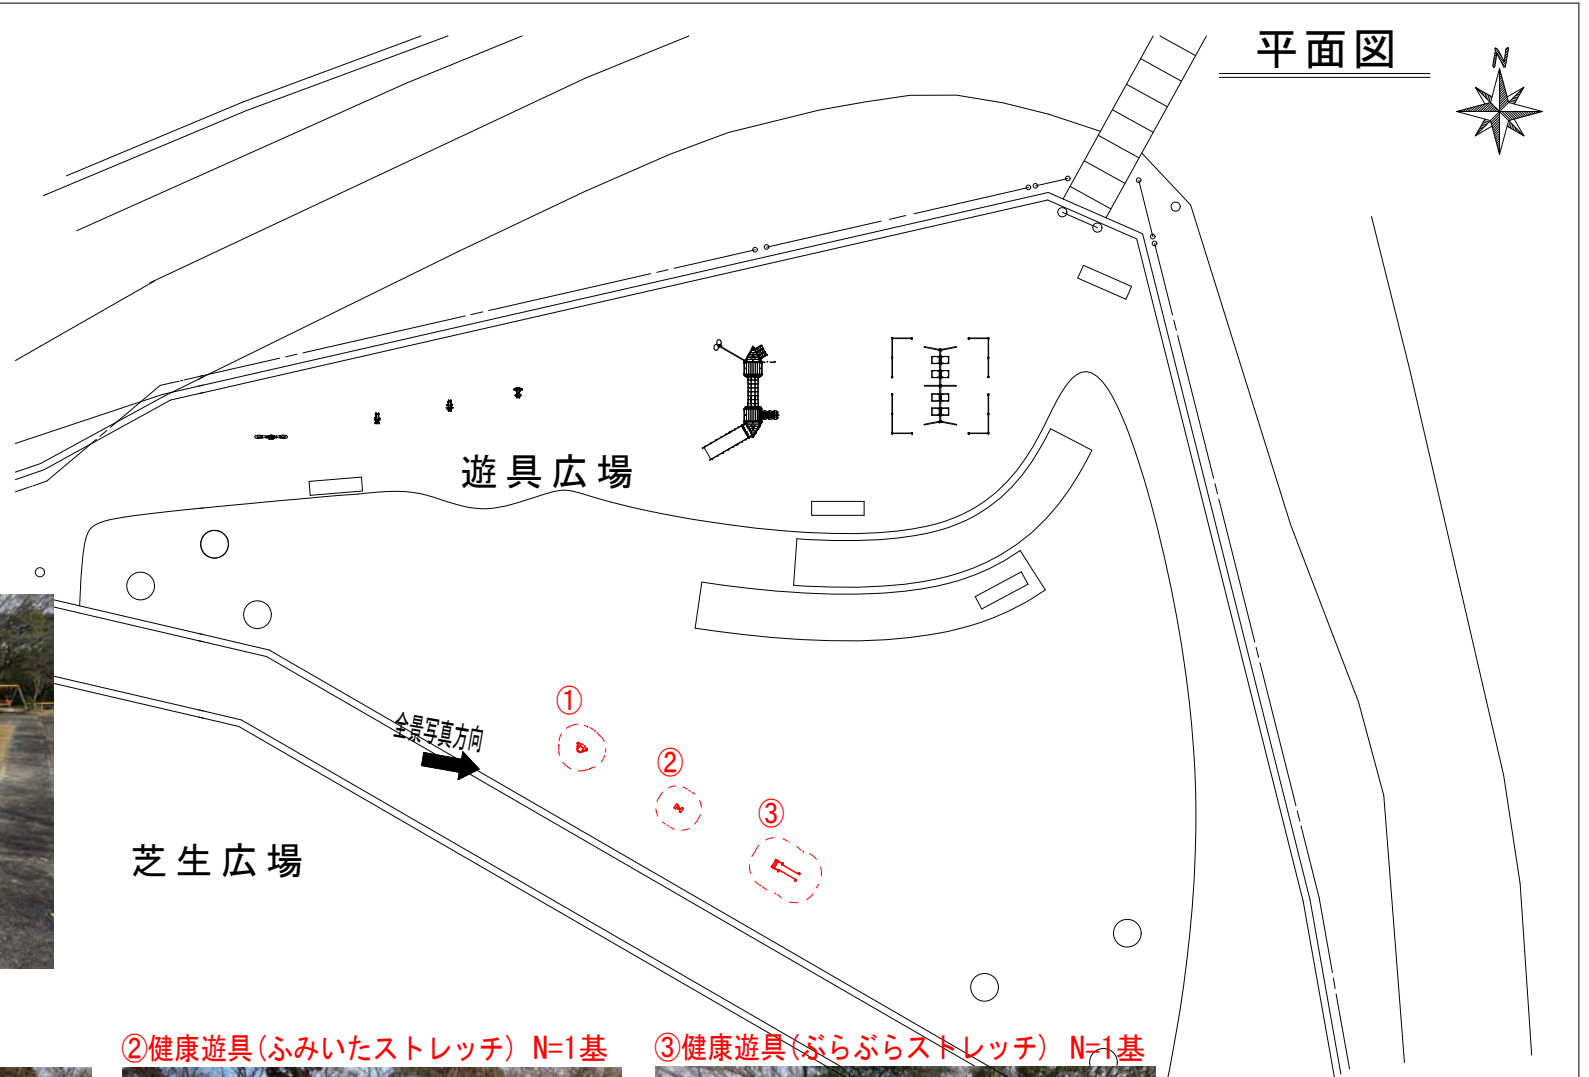 平面図
N
遊具広場
①
全景写真方向
②
③
芝生広場
②健康遊具(ふみいたストレッチ) N=1基
③健康遊具(ぶらぶらストレッチ) N=1基